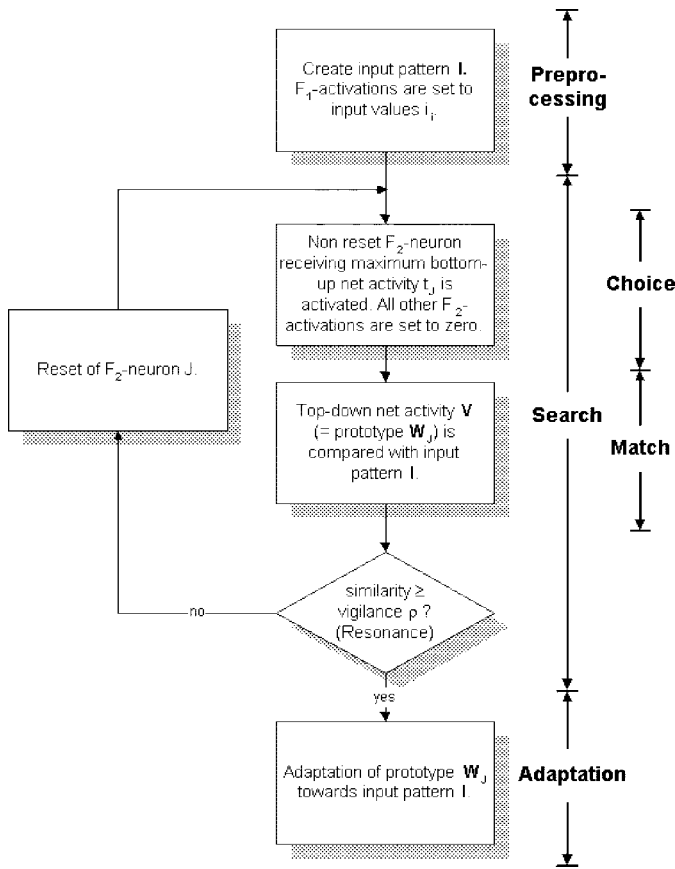 Create input pattern I.
F1-activations are set to
input values ii.
Prepro-
cessing
Non reset F2-neuron
receiving maximum bottom-
up net activity tJ is
activated. All other F2-
activations are set to zero.
Choice
Reset of F2-neuron J.
Top-down net activity V
(= prototype WJ) is
compared with input
pattern I.
Search
Match
similarity ≥
vigilance ρ ?
(Resonance)
no
yes
Adaptation of prototype WJ
towards input pattern I.
Adaptation